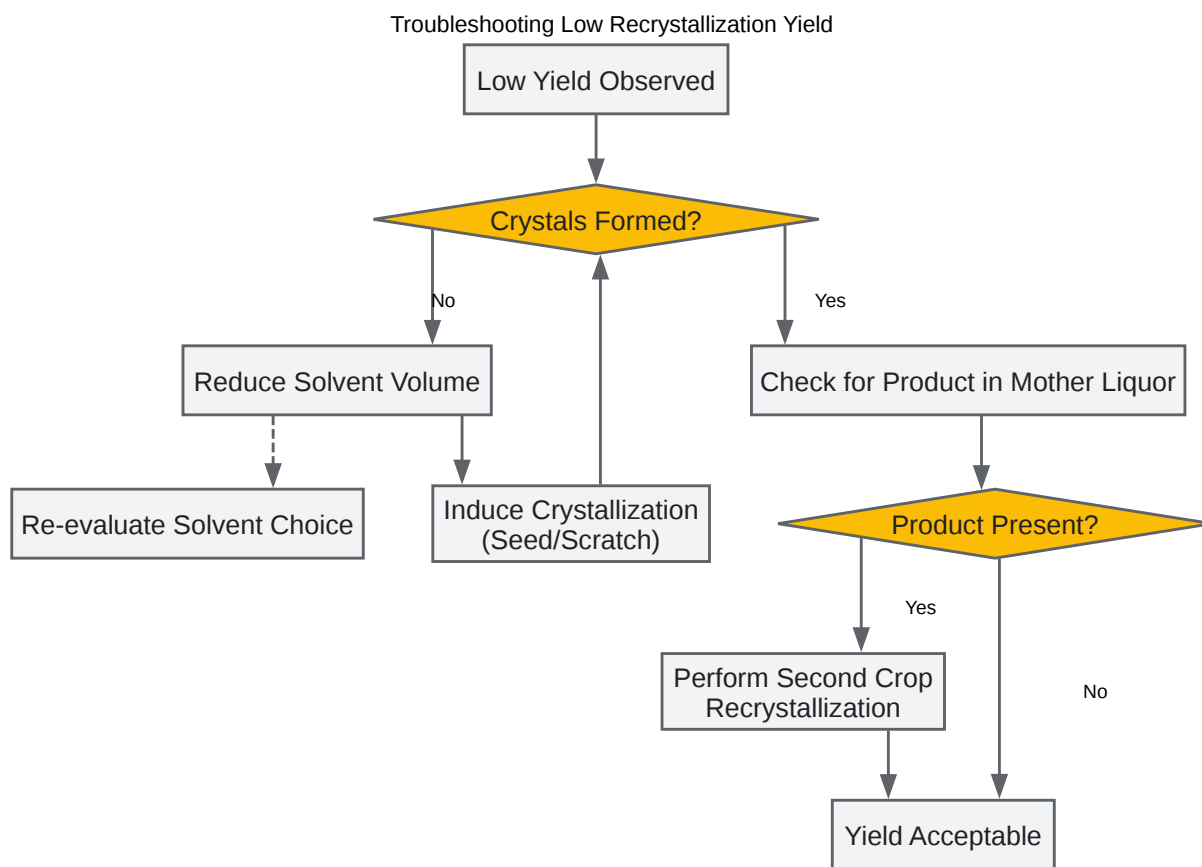 Troubleshooting Low Recrystallization Yield
Low Yield Observed
Crystals Formed?
No
Yes
Reduce Solvent Volume
Check for Product in Mother Liquor
Re-evaluate Solvent Choice
Induce Crystallization
(Seed/Scratch)
Product Present?
Yes
Perform Second Crop
Recrystallization
No
Yield Acceptable